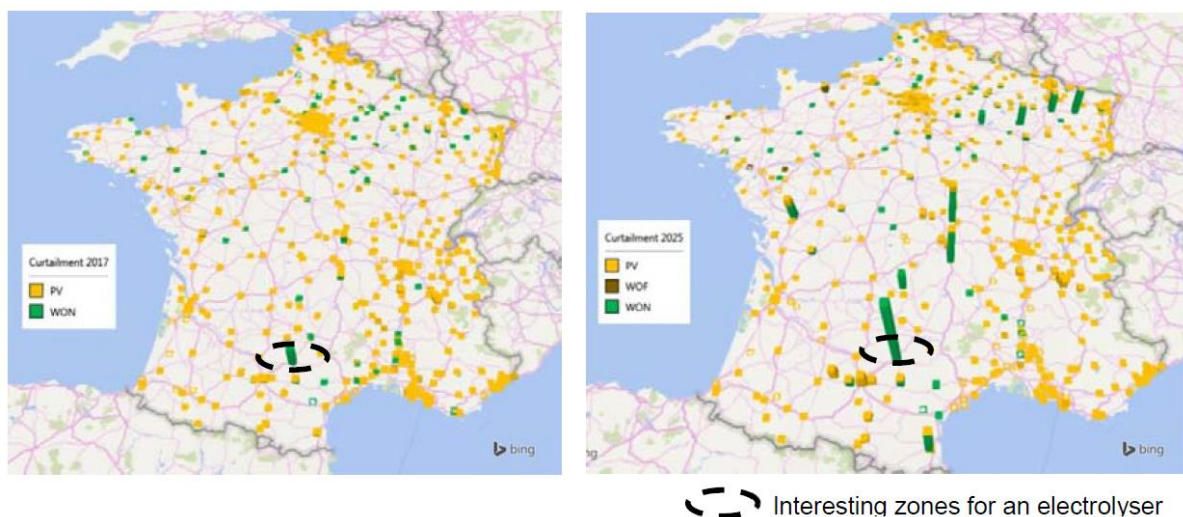 Curtailment 2017
PV
WON
bing
Curtailment 2025
PV
WOF
WON
bing
Interesting zones for an electrolyser